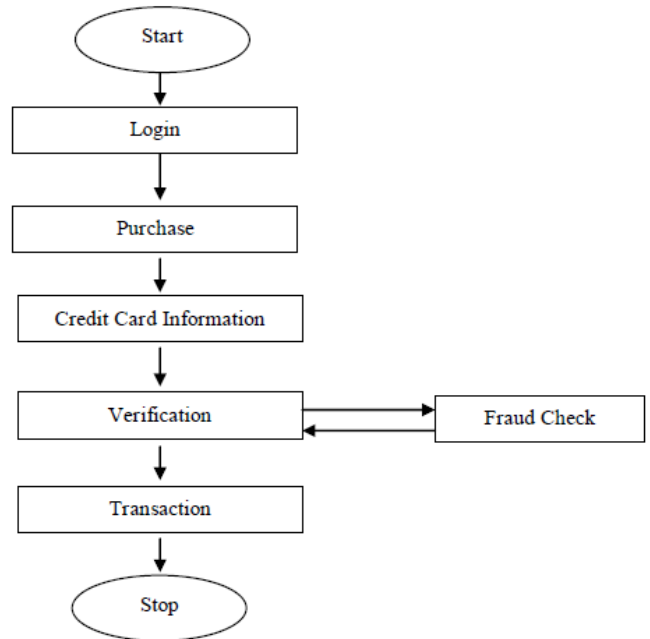 Start
Login
Purchase
Credit Card Information
Verification
Fraud Check
Transaction
Stop